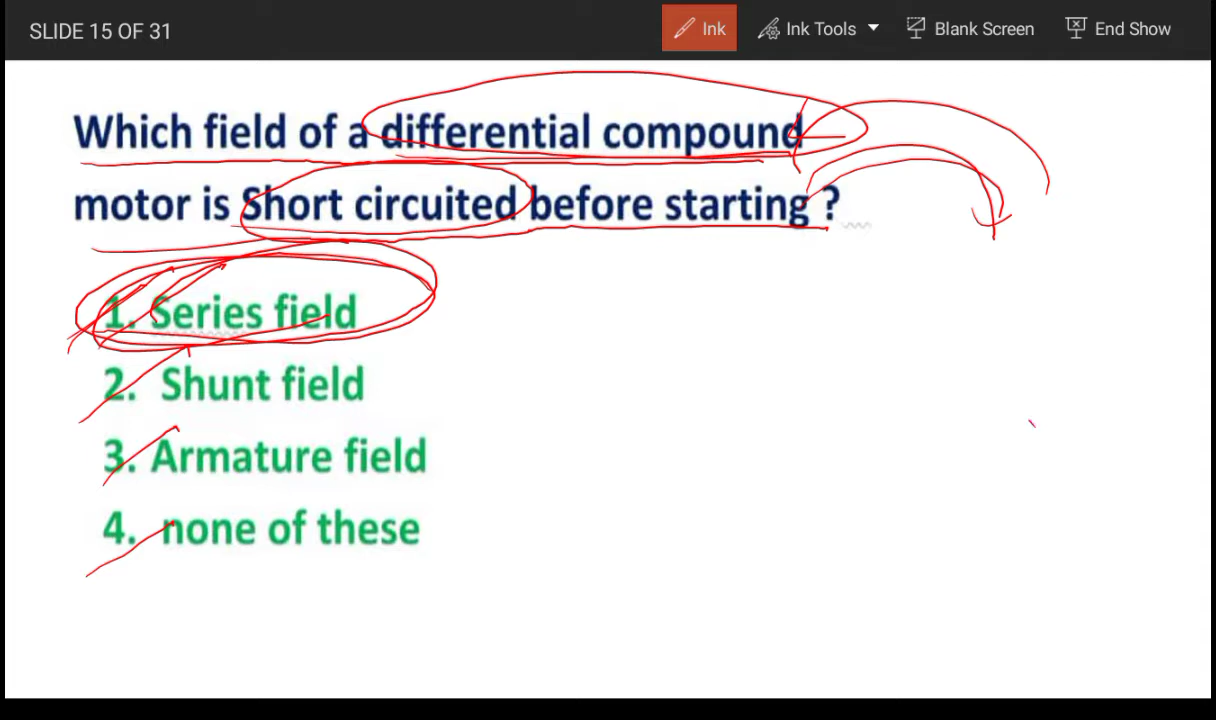 SLIDE 15 OF 31
Ink
Ink Tools
Blank Screen
End Show
Which field of a differential compound
motor is Short circuited before starting ?
1. Series field
2. Shunt field
3. Armature field
4. none of these